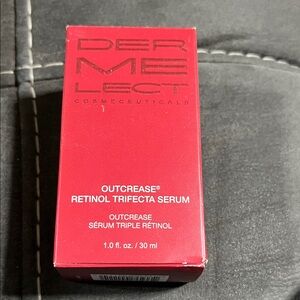 DER
ME
LECT
COSMECEUTICALS
OUTCREASE®
RETINOL TRIFECTA SERUM
OUTCREASE
SÉRUM TRIPLE RÉTINOL
1.0 fl. oz. / 30 ml